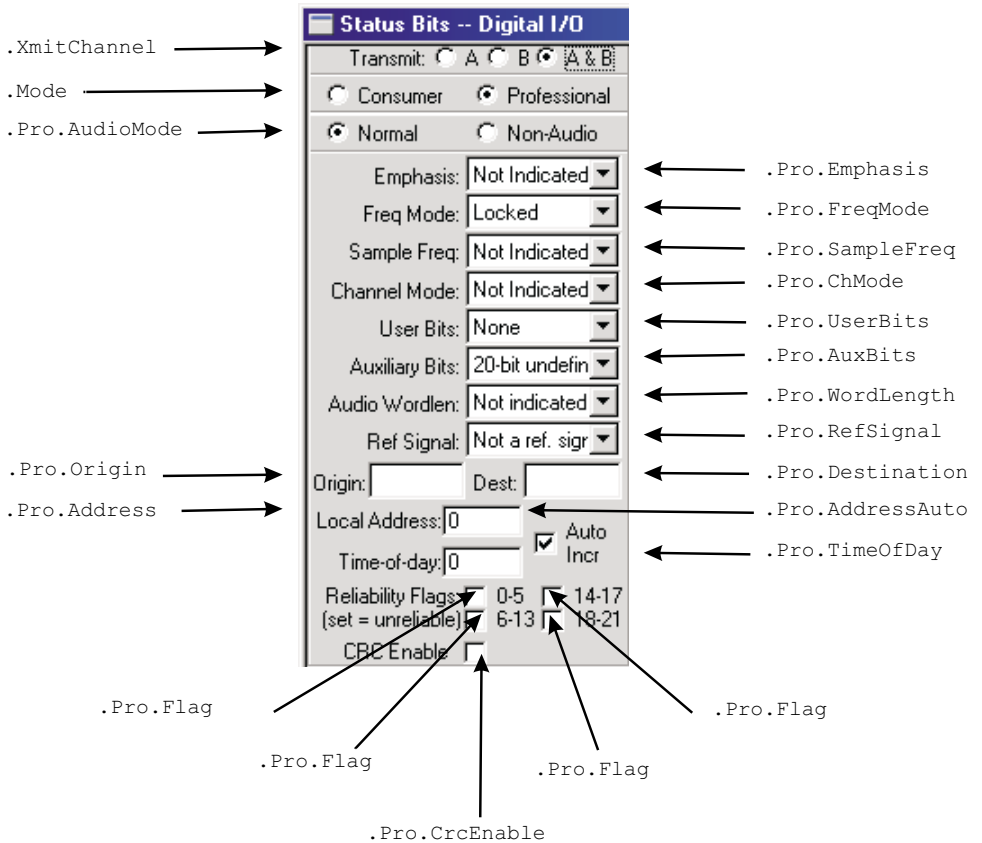 Status Bits -- Digital I/O
.XmitChannel
Transmit: A B A & B
.Mode
Consumer Professional
.Pro.AudioMode
Normal Non-Audio
Emphasis: Not Indicated
.Pro.Emphasis
Freq Mode: Locked
.Pro.FreqMode
Sample Freq: Not Indicated
.Pro.SampleFreq
Channel Mode: Not Indicated
.Pro.ChMode
User Bits: None
.Pro.UserBits
Auxiliary Bits: 20-bit undefin
.Pro.AuxBits
Audio Wordlen: Not indicated
.Pro.WordLength
Ref Signal: Not a ref. sigr
.Pro.RefSignal
.Pro.Origin
Origin: Dest:
.Pro.Destination
.Pro.Address
Local Address: 0
.Pro.AddressAuto
Auto
Incr
Time-of-day: 0
.Pro.TimeOfDay
Reliability Flags: 0-5 14-17
(set = unreliable) 6-13 18-21
CRC Enable
.Pro.Flag
.Pro.Flag
.Pro.Flag
.Pro.Flag
.Pro.CrcEnable